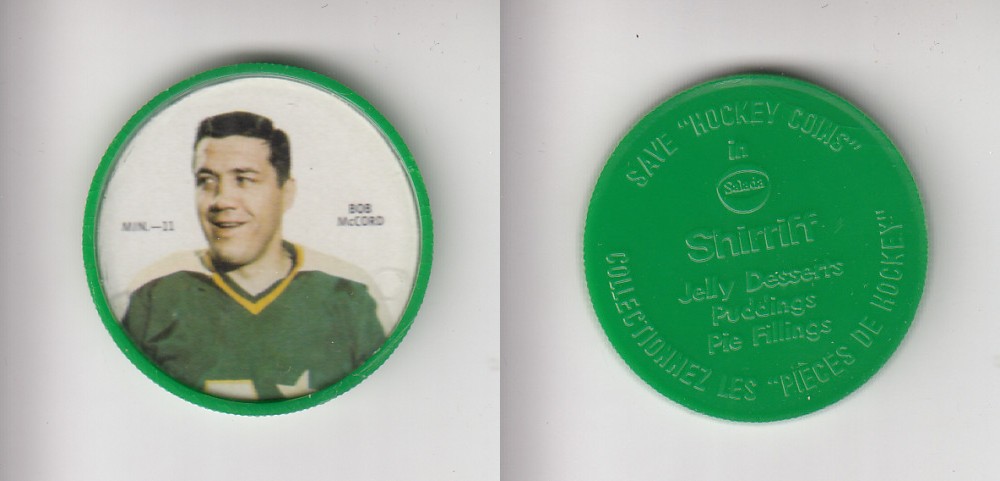 MIN.—11
BOB
McCORD
SAVE "HOCKEY COINS"
in
Salada
Shirriff
Jelly Desserts
Puddings
Pie Fillings
COLLECTIONNEZ LES "PIÈCES DE HOCKEY"